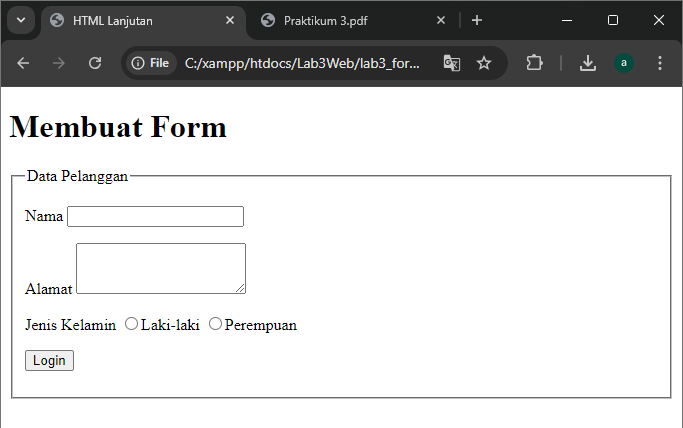 HTML Lanjutan
Praktikum 3.pdf
File
C:/xampp/htdocs/Lab3Web/lab3_for...
a
Membuat Form
Data Pelanggan
Nama
Alamat
Jenis Kelamin Laki-laki Perempuan
Login